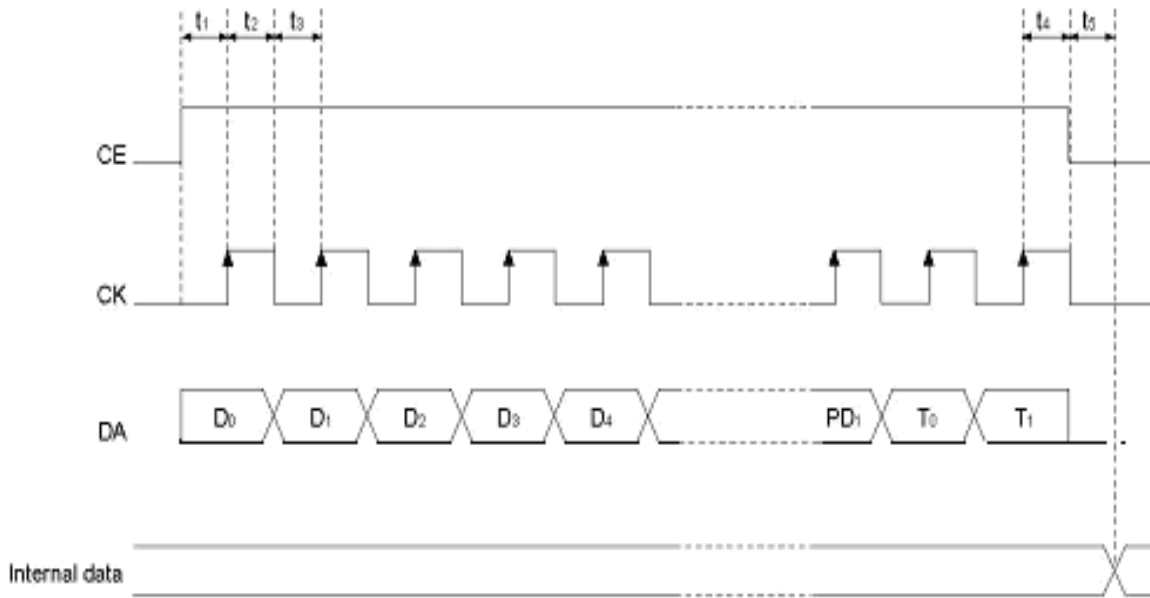 t₁ t₂ t₃ t₄ t₅
CE
CK
DA D₀ D₁ D₂ D₃ D₄ PD₁ T₀ T₁
Internal data